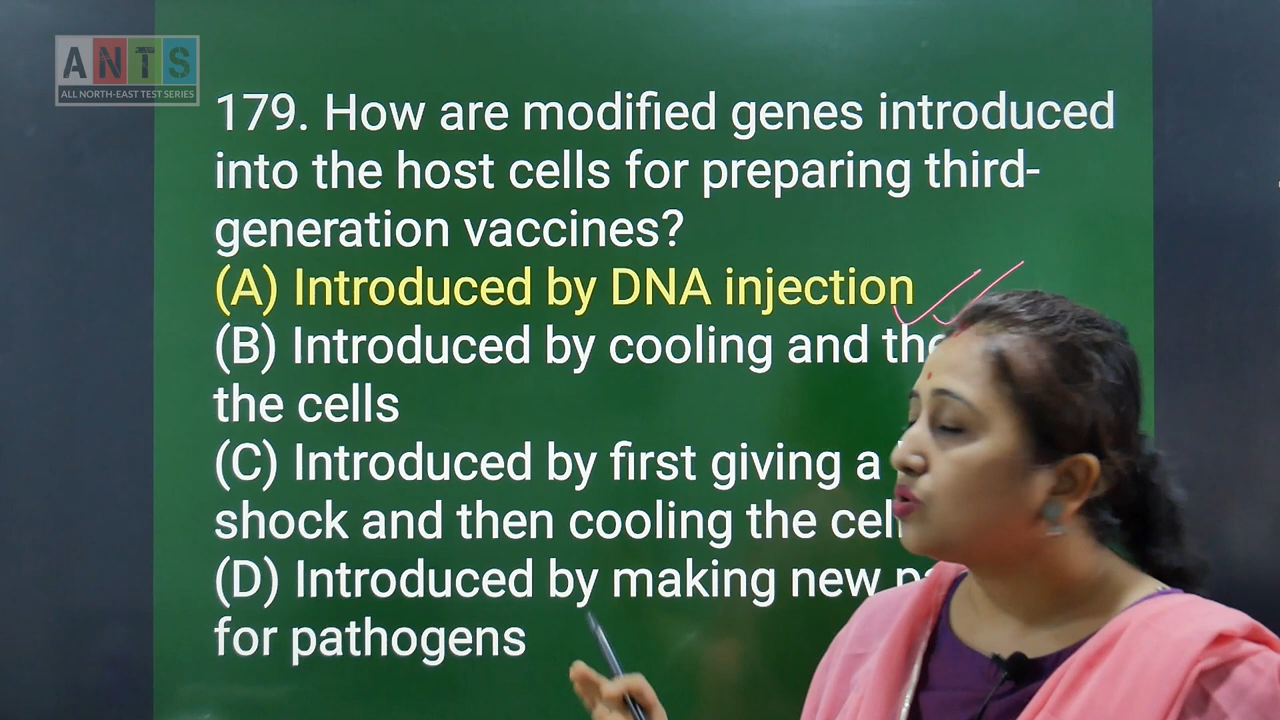 ANTS
ALL NORTH-EAST TEST SERIES
179. How are modified genes introduced
into the host cells for preparing third-
generation vaccines?
(A) Introduced by DNA injection
(B) Introduced by cooling and
the cells
(C) Introduced by first giving a
shock and then cooling the
(D) Introduced by making new
for pathogens